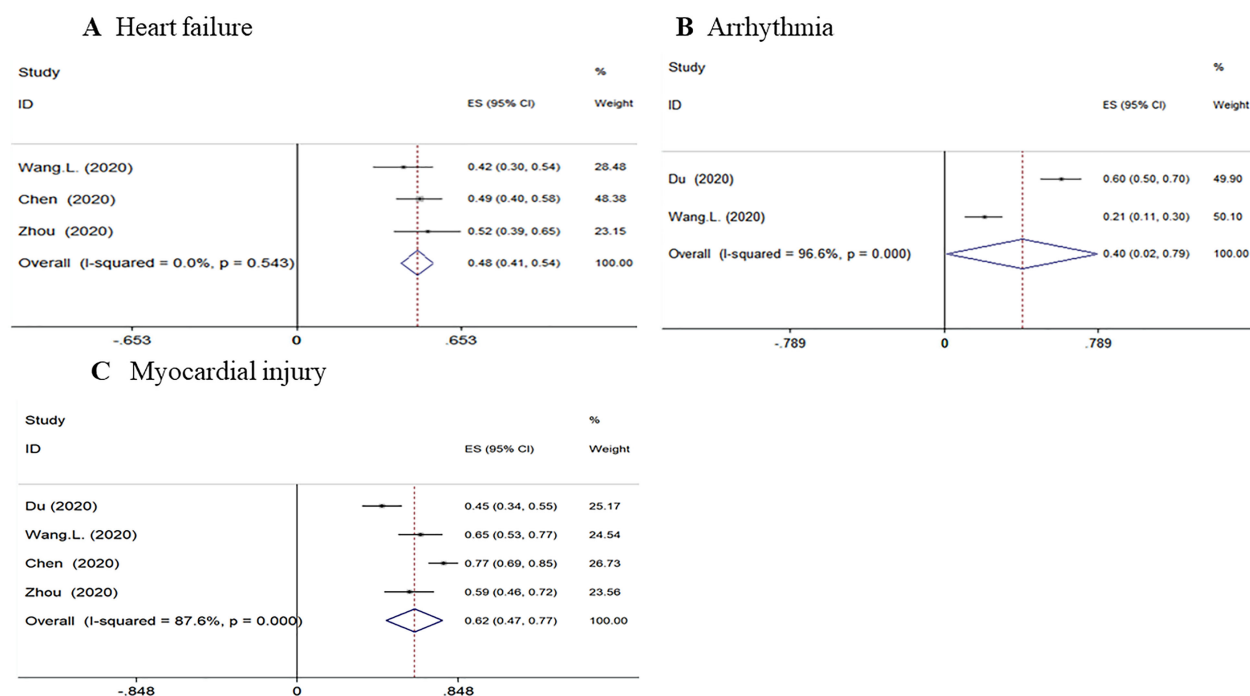 A Heart failure
Study %
ID ES (95% CI) Weight
Wang.L. (2020) 0.42 (0.30, 0.54) 28.48
Chen (2020) 0.49 (0.40, 0.58) 48.38
Zhou (2020) 0.52 (0.39, 0.65) 23.15
Overall (I-squared = 0.0%, p = 0.543) 0.48 (0.41, 0.54) 100.00
-.653 0 .653
B Arrhythmia
Study %
ID ES (95% CI) Weight
Du (2020) 0.60 (0.50, 0.70) 49.90
Wang.L. (2020) 0.21 (0.11, 0.30) 50.10
Overall (I-squared = 96.6%, p = 0.000) 0.40 (0.02, 0.79) 100.00
-.789 0 .789
C Myocardial injury
Study %
ID ES (95% CI) Weight
Du (2020) 0.45 (0.34, 0.55) 25.17
Wang.L. (2020) 0.65 (0.53, 0.77) 24.54
Chen (2020) 0.77 (0.69, 0.85) 26.73
Zhou (2020) 0.59 (0.46, 0.72) 23.56
Overall (I-squared = 87.6%, p = 0.000) 0.62 (0.47, 0.77) 100.00
-.848 0 .848